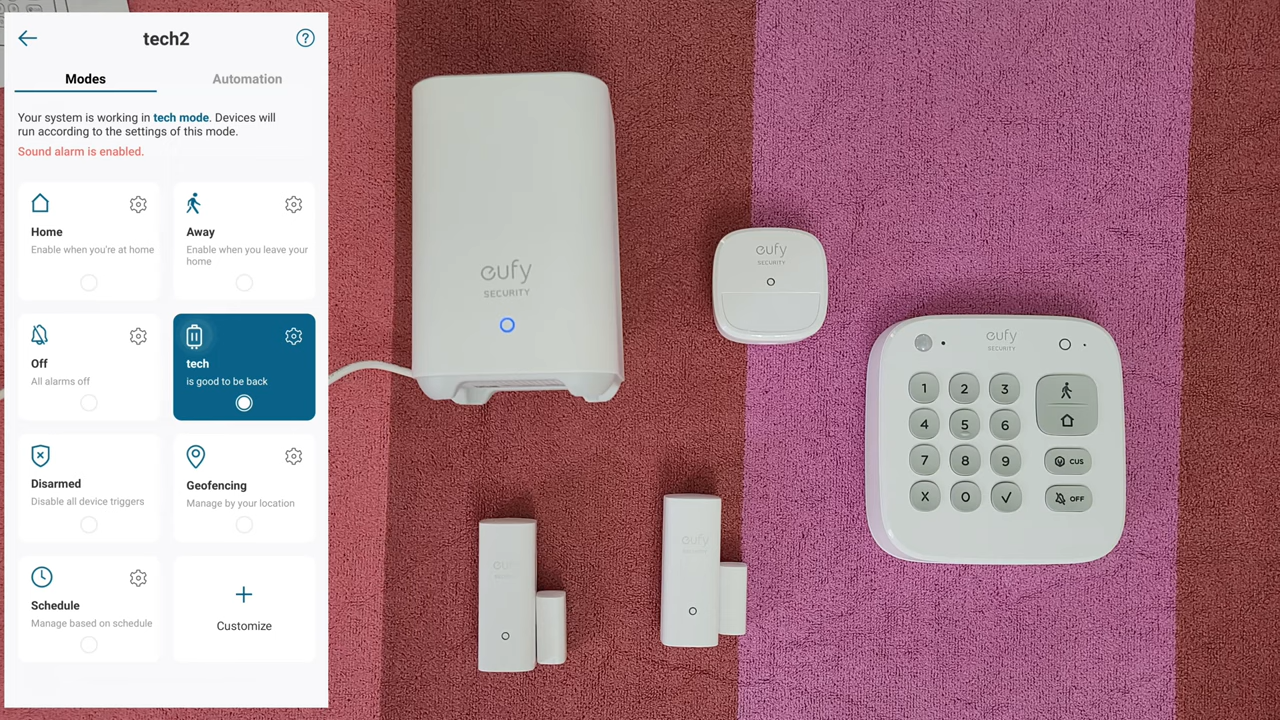 tech2
?
Modes
Automation
Your system is working in tech mode. Devices will
run according to the settings of this mode.
Sound alarm is enabled.
Home
Enable when you're at home
Away
Enable when you leave your
home
Off
All alarms off
tech
is good to be back
Disarmed
Disable all device triggers
Geofencing
Manage by your location
Schedule
Manage based on schedule
+
Customize
eufy
SECURITY
eufy
SECURITY
eufy
SECURITY
1 2 3
4 5 6
7 8 9 CUS
X 0 ✓ OFF
eufy
eufy